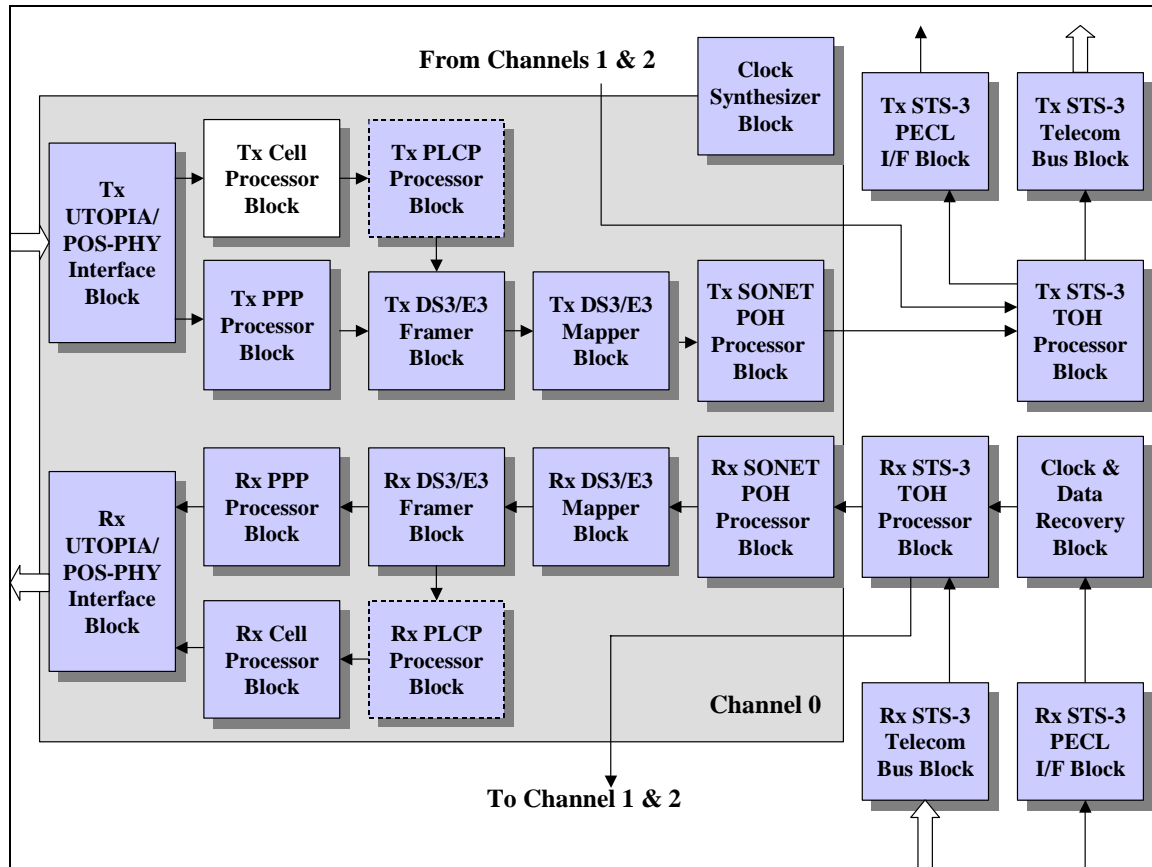 From Channels 1 & 2
Clock
Synthesizer
Block
Tx STS-3
PECL
I/F Block
Tx STS-3
Telecom
Bus Block
Tx
UTOPIA/
POS-PHY
Interface
Block
Tx Cell
Processor
Block
Tx PLCP
Processor
Block
Tx PPP
Processor
Block
Tx DS3/E3
Framer
Block
Tx DS3/E3
Mapper
Block
Tx SONET
POH
Processor
Block
Tx STS-3
TOH
Processor
Block
Rx
UTOPIA/
POS-PHY
Interface
Block
Rx PPP
Processor
Block
Rx DS3/E3
Framer
Block
Rx DS3/E3
Mapper
Block
Rx SONET
POH
Processor
Block
Rx STS-3
TOH
Processor
Block
Clock &
Data
Recovery
Block
Rx Cell
Processor
Block
Rx PLCP
Processor
Block
Channel 0
Rx STS-3
Telecom
Bus Block
Rx STS-3
PECL
I/F Block
To Channel 1 & 2